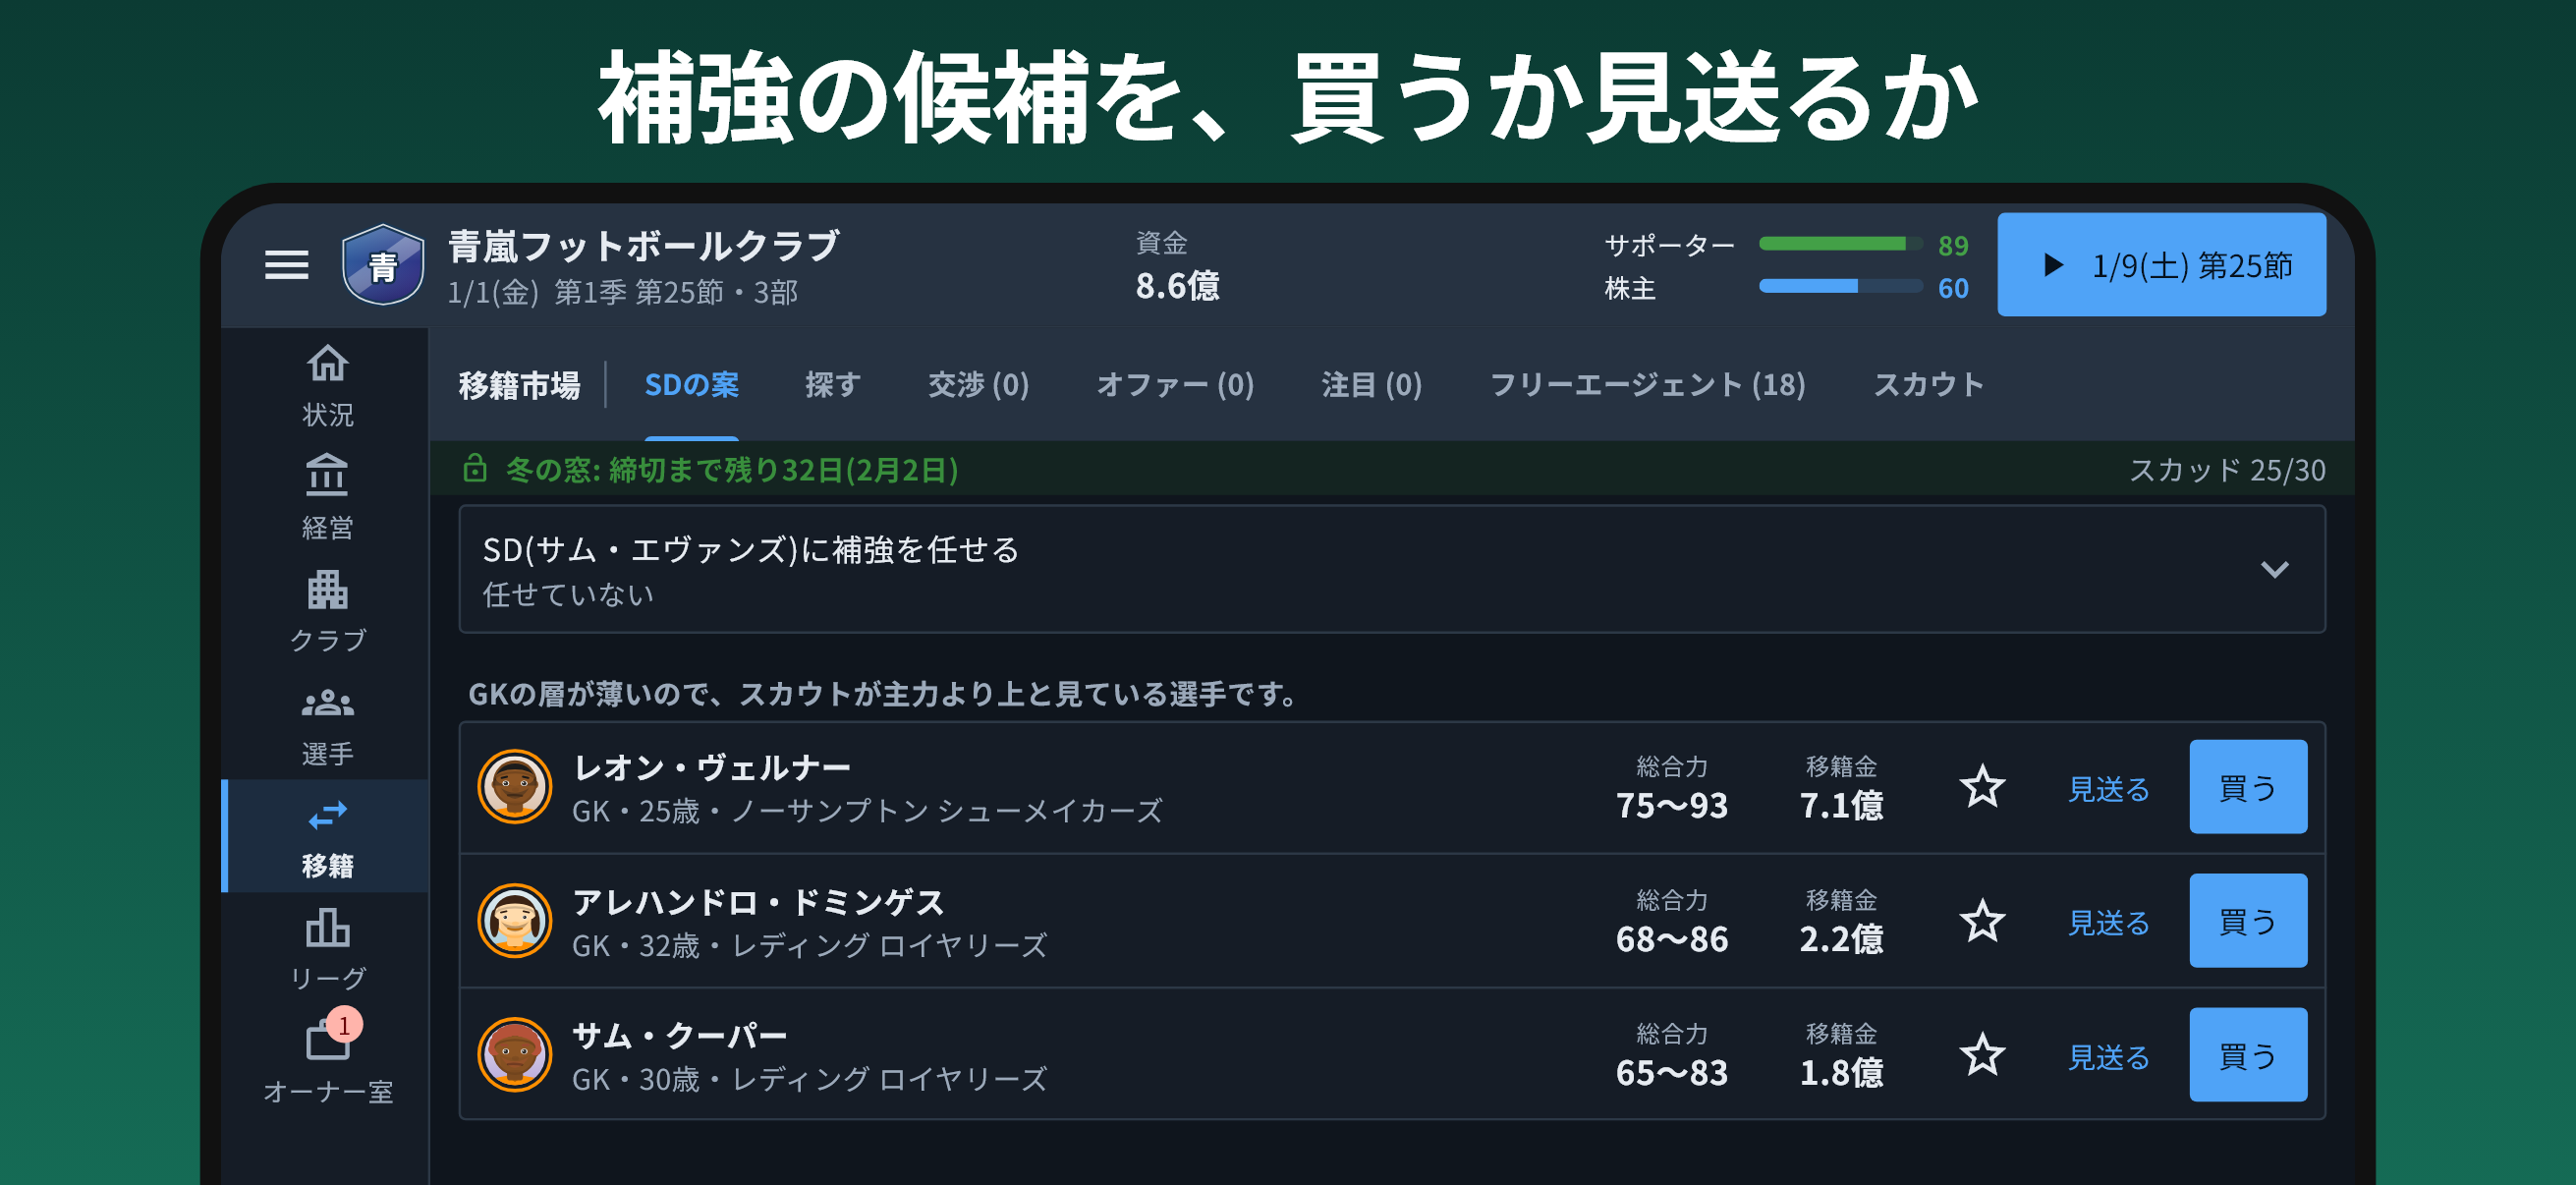 補強の候補を、買うか見送るか
青
青嵐フットボールクラブ
1/1(金) 第1季 第25節・3部
資金
8.6億
サポーター 89
株主 60
1/9(土) 第25節
状況
経営
クラブ
選手
移籍
リーグ
1
オーナー室
移籍市場 SDの案 探す 交渉 (0) オファー (0) 注目 (0) フリーエージェント (18) スカウト
冬の窓: 締切まで残り32日(2月2日) スカッド 25/30
SD(サム・エヴァンズ)に補強を任せる
任せていない
GKの層が薄いので、スカウトが主力より上と見ている選手です。
レオン・ヴェルナー
GK・25歳・ノーサンプトン シューメイカーズ
総合力 移籍金
75〜93 7.1億
見送る 買う
アレハンドロ・ドミンゲス
GK・32歳・レディング ロイヤリーズ
総合力 移籍金
68〜86 2.2億
見送る 買う
サム・クーパー
GK・30歳・レディング ロイヤリーズ
総合力 移籍金
65〜83 1.8億
見送る 買う